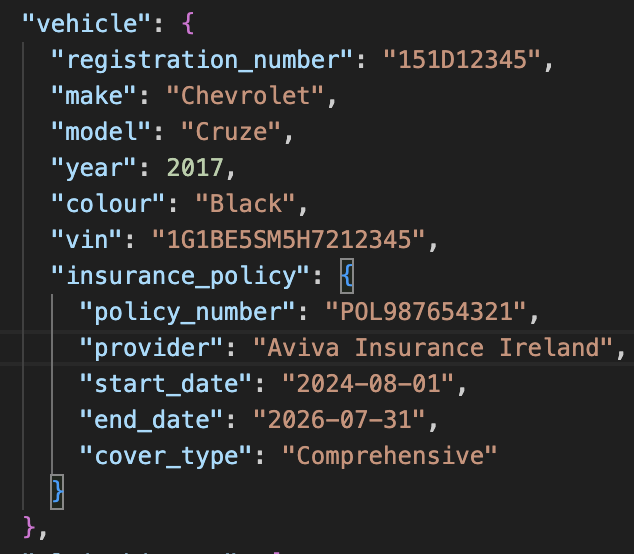 "vehicle": {
"registration_number": "151D12345",
"make": "Chevrolet",
"model": "Cruze",
"year": 2017,
"colour": "Black",
"vin": "1G1BE5SM5H7212345",
"insurance_policy": {
"policy_number": "POL987654321",
"provider": "Aviva Insurance Ireland",
"start_date": "2024-08-01",
"end_date": "2026-07-31",
"cover_type": "Comprehensive"
}
},